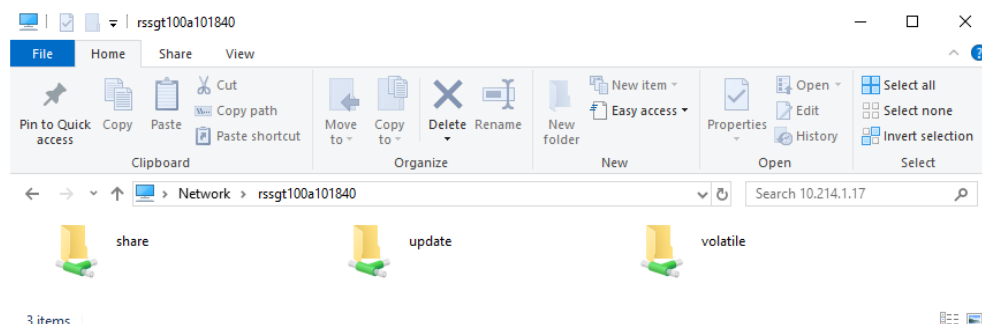 rssgt100a101840
File Home Share View
Pin to Quick access
Copy
Paste
Cut
Copy path
Paste shortcut
Move to
Copy to
Delete
Rename
New folder
New item
Easy access
Properties
Open
Edit
History
Select all
Select none
Invert selection
Clipboard Organize New Open Select
Network > rssgt100a101840
Search 10.214.1.17
share update volatile
3 items